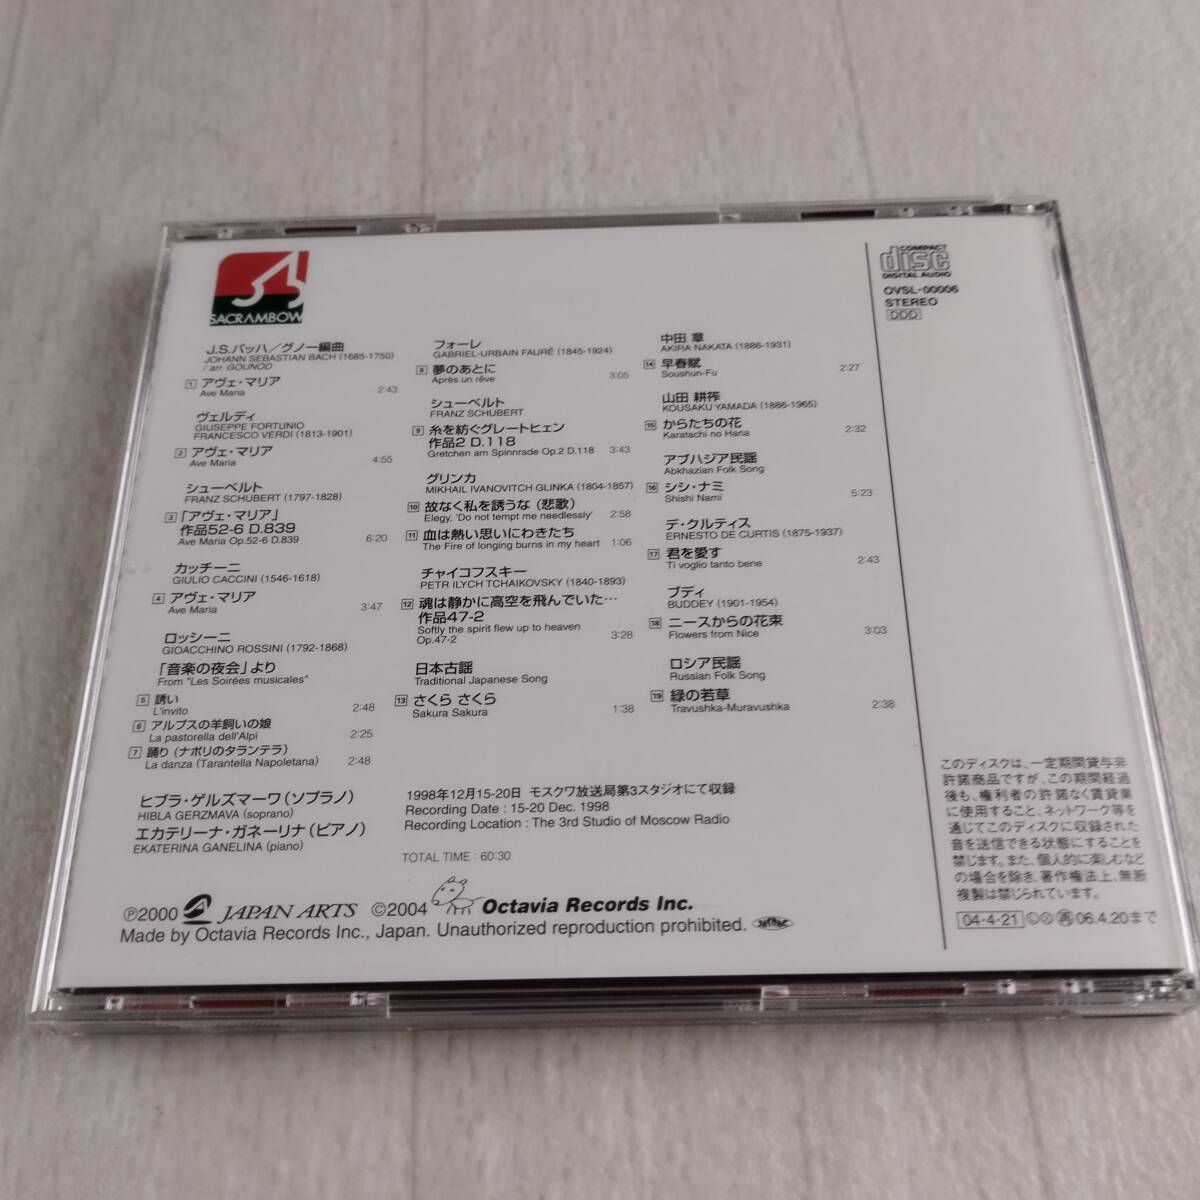 SACRAMBOW
J.S.バッハ／グノー編曲
JOHANN SEBASTIAN BACH (1685-1750)
/ arr. GOUNOD
1 アヴェ・マリア
Ave Maria 2:43
ヴェルディ
GIUSEPPE FORTUNIO
FRANCESCO VERDI (1813-1901)
2 アヴェ・マリア
Ave Maria 4:55
シューベルト
FRANZ SCHUBERT (1797-1828)
3 「アヴェ・マリア」
作品52-6 D.839
Ave Maria Op.52-6 D.839 6:20
カッチーニ
GIULIO CACCINI (1546-1618)
4 アヴェ・マリア
Ave Maria 3:47
ロッシーニ
GIOACCHINO ROSSINI (1792-1868)
「音楽の夜会」より
From "Les Soirées musicales"
5 誘い
L'invito 2:48
6 アルプスの羊飼いの娘
La pastorella dell'Alpi 2:25
7 踊り (ナポリのタランテラ)
La danza (Tarantella Napoletana) 2:48
フォーレ
GABRIEL-URBAIN FAURÉ (1845-1924)
8 夢のあとに
Après un rêve 3:05
シューベルト
FRANZ SCHUBERT
9 糸を紡ぐグレートヒェン
作品2 D.118
Gretchen am Spinnrade Op.2 D.118 3:43
グリンカ
MIKHAIL IVANOVITCH GLINKA (1804-1857)
10 故なく私を誘うな (悲歌)
Elegy, 'Do not tempt me needlessly' 2:58
11 血は熱い思いにわきたち
The Fire of longing burns in my heart 1:06
チャイコフスキー
PETR ILYCH TCHAIKOVSKY (1840-1893)
12 魂は静かに高空を飛んでいた…
作品47-2
Softly the spirit flew up to heaven
Op.47-2 3:28
日本古謡
Traditional Japanese Song
13 さくら さくら
Sakura Sakura 1:38
中田 章
AKIRA NAKATA (1886-1931)
14 早春賦
Soushun-Fu 2:27
山田 耕筰
KOUSAKU YAMADA (1886-1965)
15 からたちの花
Karatachi no Hana 2:32
アブハジア民謡
Abkhazian Folk Song
16 シシ・ナミ
Shishi Nami 5:23
デ・クルティス
ERNESTO DE CURTIS (1875-1937)
17 君を愛す
Ti voglio tanto bene 2:43
ブディ
BUDDEY (1901-1954)
18 ニースからの花束
Flowers from Nice 3:03
ロシア民謡
Russian Folk Song
19 緑の若草
Travushka-Muravushka 2:38
ヒブラ・ゲルズマーワ (ソプラノ)
HIBLA GERZMAVA (soprano)
エカテリーナ・ガネーリナ (ピアノ)
EKATERINA GANELINA (piano)
1998年12月15-20日 モスクワ放送局第3スタジオにて収録
Recording Date : 15-20 Dec. 1998
Recording Location : The 3rd Studio of Moscow Radio
TOTAL TIME : 60:30
Ⓟ2000 JAPAN ARTS ©2004 Octavia Records Inc.
Made by Octavia Records Inc., Japan. Unauthorized reproduction prohibited.
COMPACT
disc
DIGITAL AUDIO
OVSL-00006
STEREO
DDD
このディスクは、一定期間貸与非
許諾商品ですが、この期間経過
後も、権利者の許諾なく賃貸業
に使用すること、ネットワーク等を
通じてこのディスクに収録された
音を送信できる状態にすることを
禁じます。また、個人的に楽しむなど
の場合を除き、著作権法上、無断
複製は禁じられています。
04-4-21 再 06.4.20まで